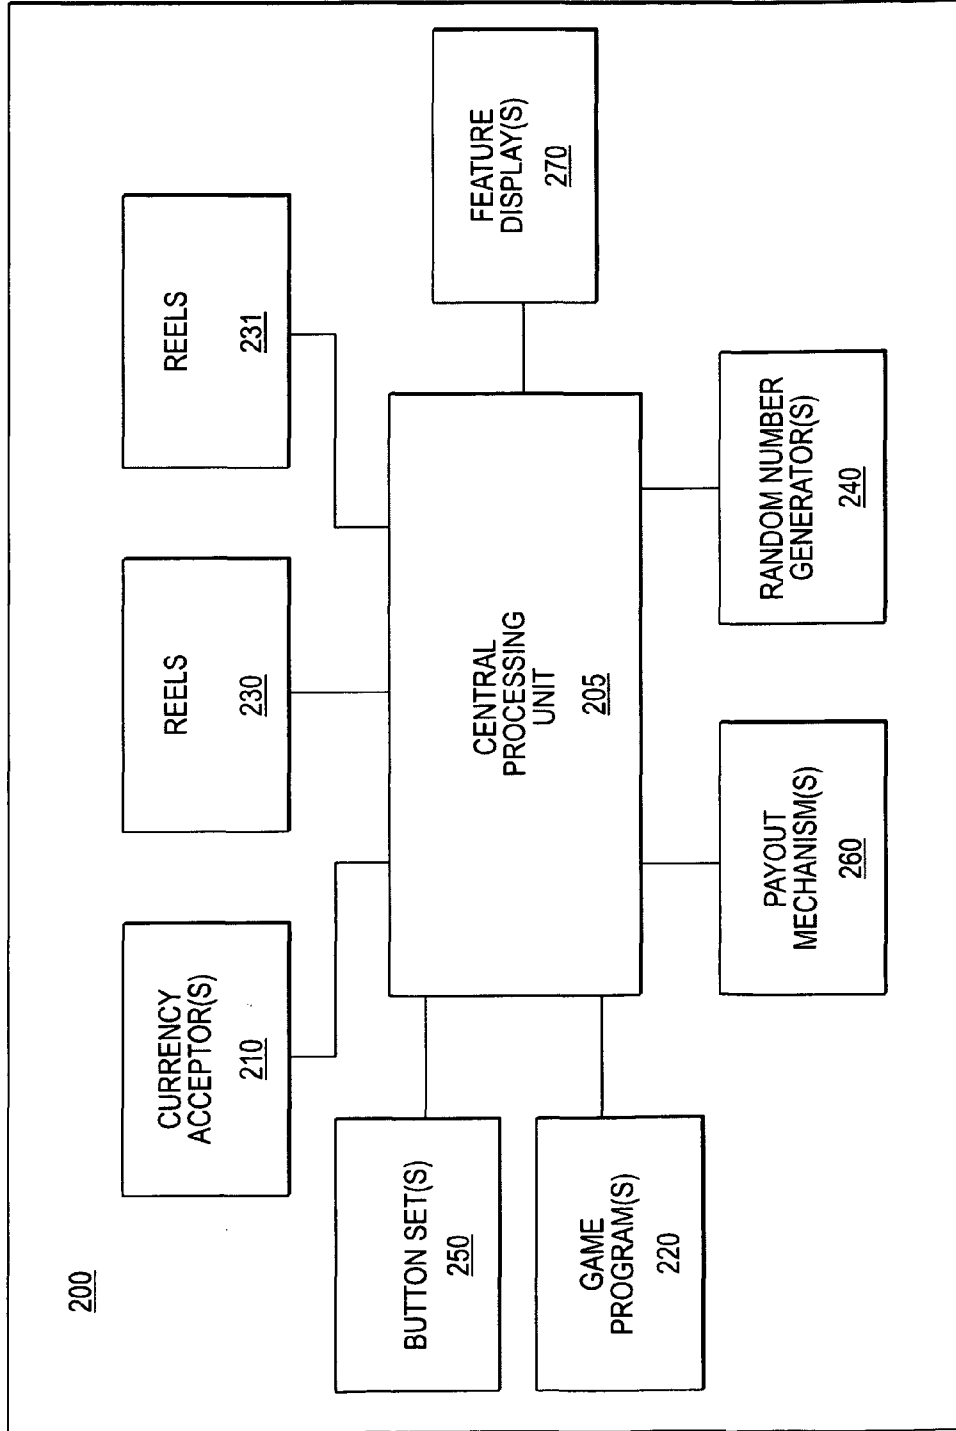 200
CURRENCY
ACCEPTOR(S)
210
REELS
230
REELS
231
BUTTON SET(S)
250
CENTRAL
PROCESSING
UNIT
205
FEATURE
DISPLAY(S)
270
GAME
PROGRAM(S)
220
PAYOUT
MECHANISM(S)
260
RANDOM NUMBER
GENERATOR(S)
240